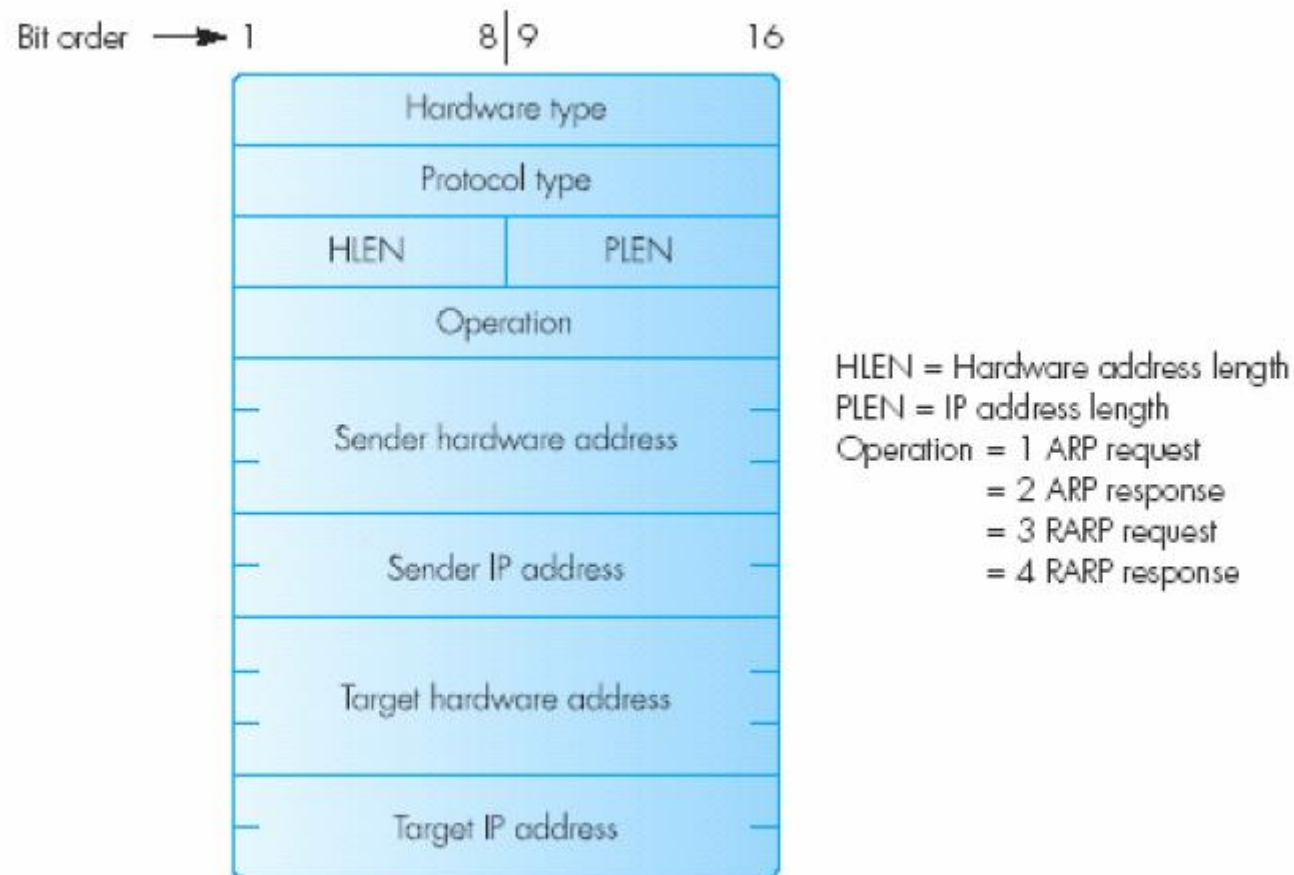 Bit order 1 8 9 16
Hardware type
Protocol type
HLEN PLEN
Operation
Sender hardware address
Sender IP address
Target hardware address
Target IP address
HLEN = Hardware address length
PLEN = IP address length
Operation = 1 ARP request
= 2 ARP response
= 3 RARP request
= 4 RARP response